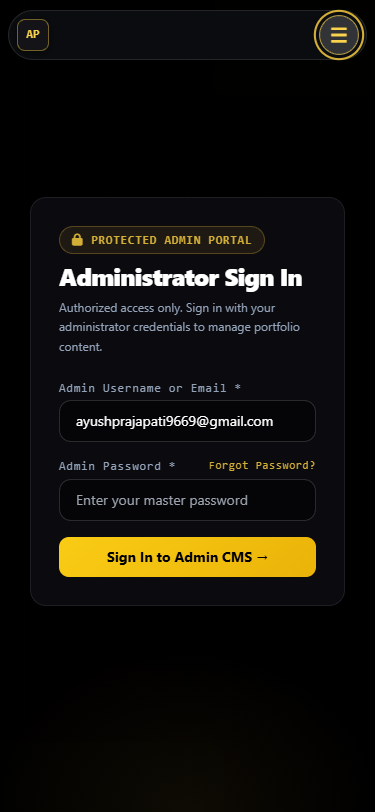 AP
PROTECTED ADMIN PORTAL
Administrator Sign In
Authorized access only. Sign in with your
administrator credentials to manage portfolio
content.
Admin Username or Email *
ayushprajapati9669@gmail.com
Admin Password * Forgot Password?
Enter your master password
Sign In to Admin CMS →